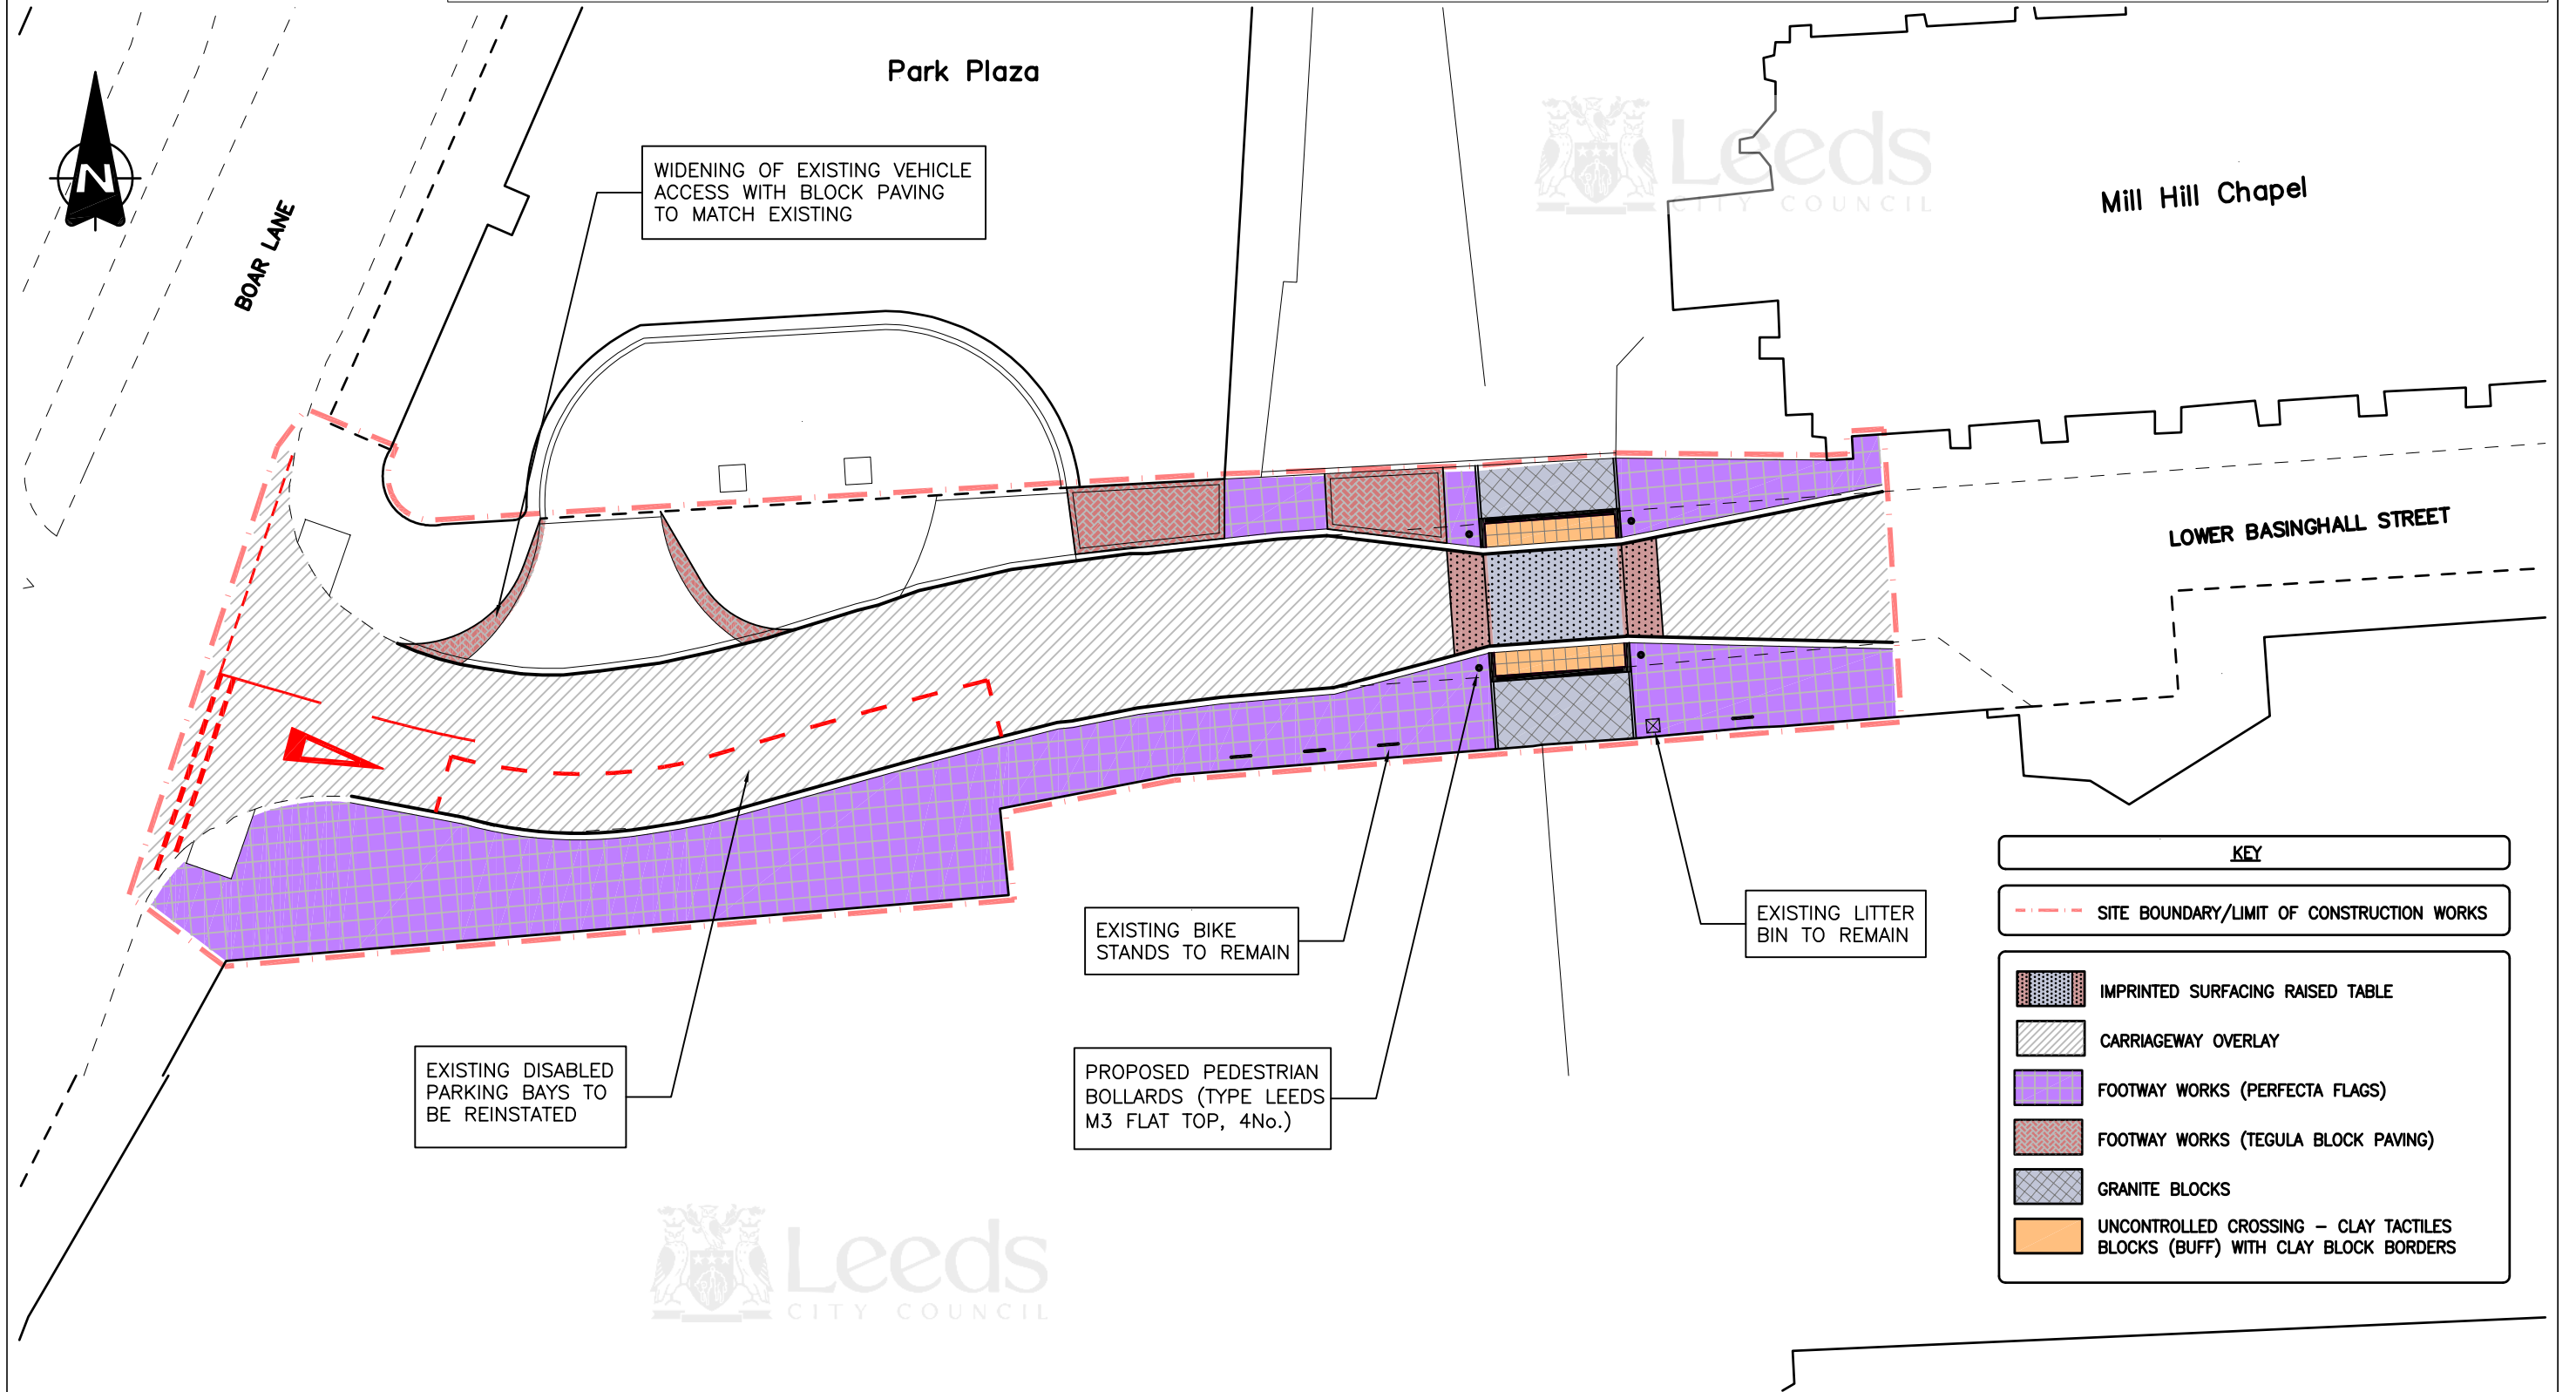 Park Plaza
Leeds
CITY COUNCIL
WIDENING OF EXISTING VEHICLE
ACCESS WITH BLOCK PAVING
TO MATCH EXISTING
N
Mill Hill Chapel
BOAR LANE
LOWER BASINGHALL STREET
KEY
SITE BOUNDARY/LIMIT OF CONSTRUCTION WORKS
IMPRINTED SURFACING RAISED TABLE
CARRIAGEWAY OVERLAY
FOOTWAY WORKS (PERFECTA FLAGS)
FOOTWAY WORKS (TEGULA BLOCK PAVING)
GRANITE BLOCKS
UNCONTROLLED CROSSING – CLAY TACTILES
BLOCKS (BUFF) WITH CLAY BLOCK BORDERS
EXISTING BIKE
STANDS TO REMAIN
EXISTING LITTER
BIN TO REMAIN
EXISTING DISABLED
PARKING BAYS TO
BE REINSTATED
PROPOSED PEDESTRIAN
BOLLARDS (TYPE LEEDS
M3 FLAT TOP, 4No.)
Leeds
CITY COUNCIL